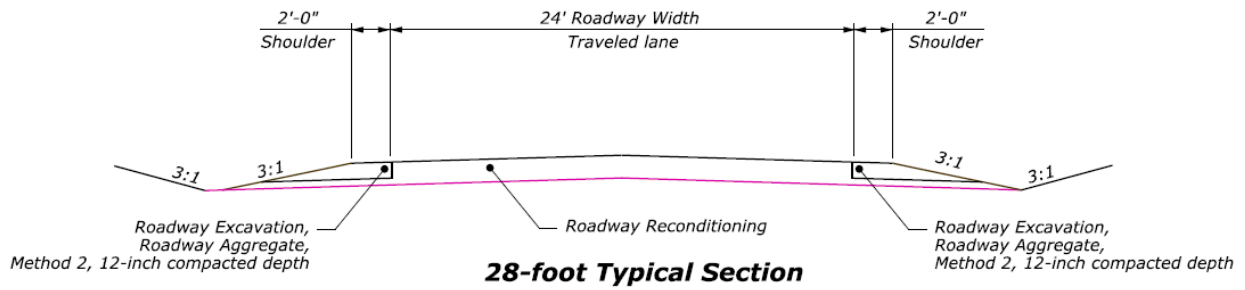 2'-0"
Shoulder
24' Roadway Width
Traveled lane
2'-0"
Shoulder
3:1
3:1
3:1
3:1
Roadway Excavation,
Roadway Aggregate,
Method 2, 12-inch compacted depth
Roadway Reconditioning
Roadway Excavation,
Roadway Aggregate,
Method 2, 12-inch compacted depth
28-foot Typical Section